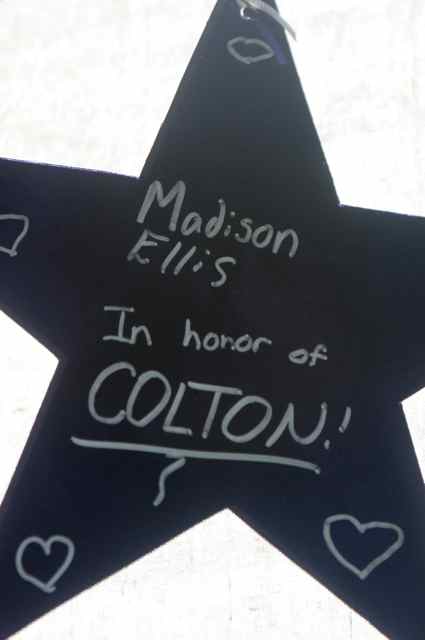 Madison
Ellis
In honor of
COLTON!